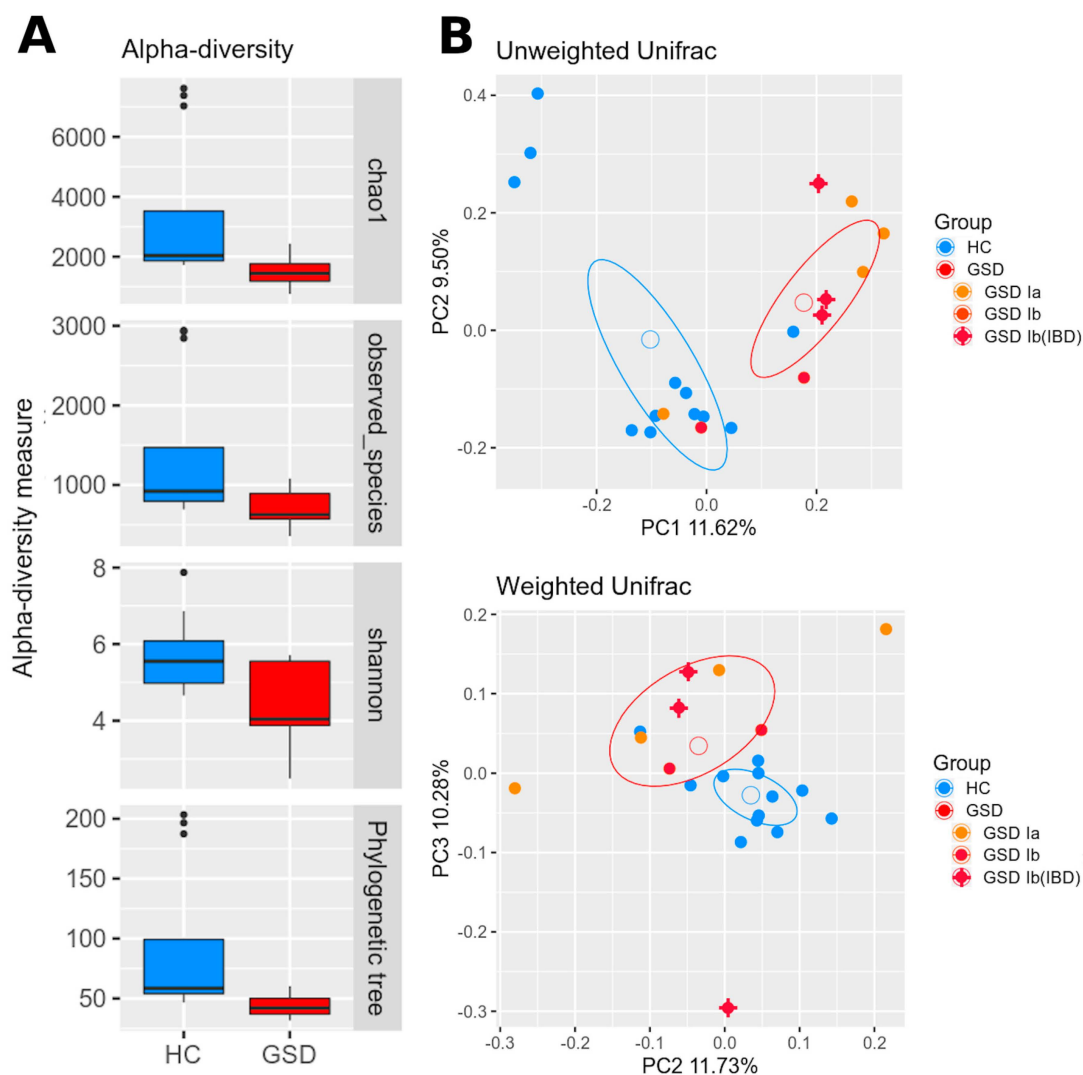 A
Alpha-diversity
Alpha-diversity measure
6000
4000
2000
chao1
3000
2000
1000
observed_species
8
6
4
shannon
200
150
100
50
Phylogenetic tree
HC
GSD
B
Unweighted Unifrac
PC2 9.50%
0.4
0.2
0.0
-0.2
-0.2
0.0
0.2
PC1 11.62%
Group
HC
GSD
GSD Ia
GSD Ib
GSD Ib(IBD)
Weighted Unifrac
PC3 10.28%
0.2
0.1
0.0
-0.1
-0.2
-0.3
-0.3
-0.2
-0.1
0.0
0.1
0.2
PC2 11.73%
Group
HC
GSD
GSD Ia
GSD Ib
GSD Ib(IBD)